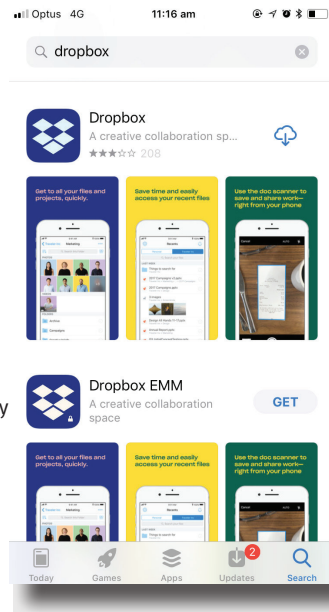 Optus 4G 11:16 am
dropbox
Dropbox
A creative collaboration sp...
208
Get to all your files and projects, quickly.
Save time and easily access your recent files
Use the doc scanner to save and share work—right from your phone
Marketing
Recents
y
Dropbox EMM
A creative collaboration
space
GET
Get to all your files and projects, quickly.
Save time and easily access your recent files
Use the doc scanner to save and share work—right from your phone
2
Today Games Apps Updates Search